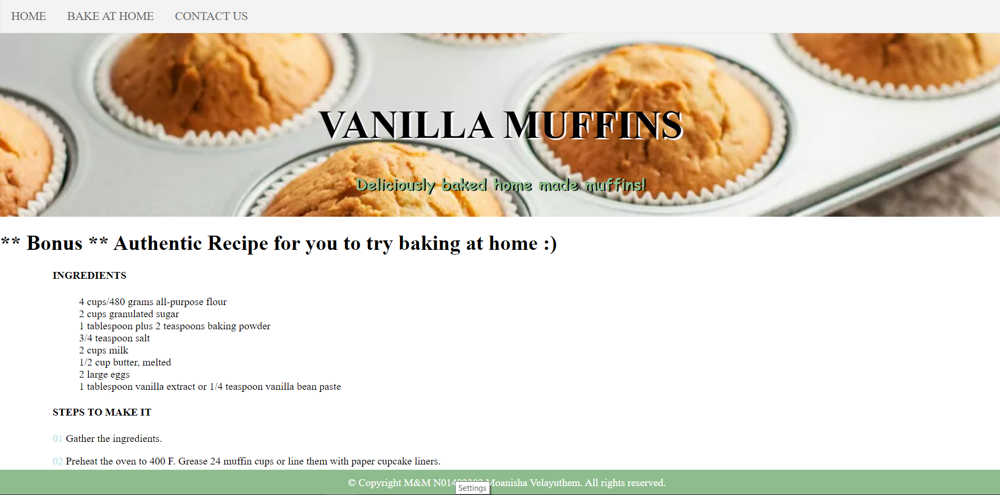 HOME BAKE AT HOME CONTACT US
VANILLA MUFFINS
Deliciously baked home made muffins!
** Bonus ** Authentic Recipe for you to try baking at home :)
INGREDIENTS
4 cups/480 grams all-purpose flour
2 cups granulated sugar
1 tablespoon plus 2 teaspoons baking powder
3/4 teaspoon salt
2 cups milk
1/2 cup butter, melted
2 large eggs
1 tablespoon vanilla extract or 1/4 teaspoon vanilla bean paste
STEPS TO MAKE IT
01 Gather the ingredients.
02 Preheat the oven to 400 F. Grease 24 muffin cups or line them with paper cupcake liners.
© Copyright M&M Moanisha Velayuthem. All rights reserved.
Settings